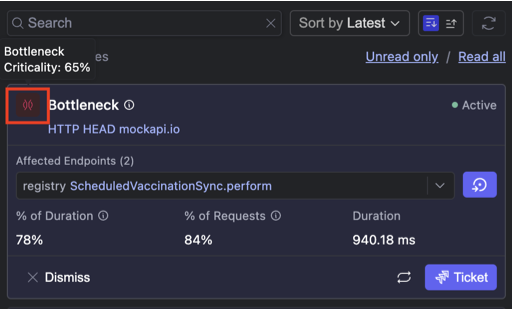 Search
Sort by Latest
Bottleneck
Criticality: 65%
es
Unread only / Read all
Bottleneck
Active
HTTP HEAD mockapi.io
Affected Endpoints (2)
registry ScheduledVaccinationSync.perform
% of Duration
% of Requests
Duration
78%
84%
940.18 ms
Dismiss
Ticket